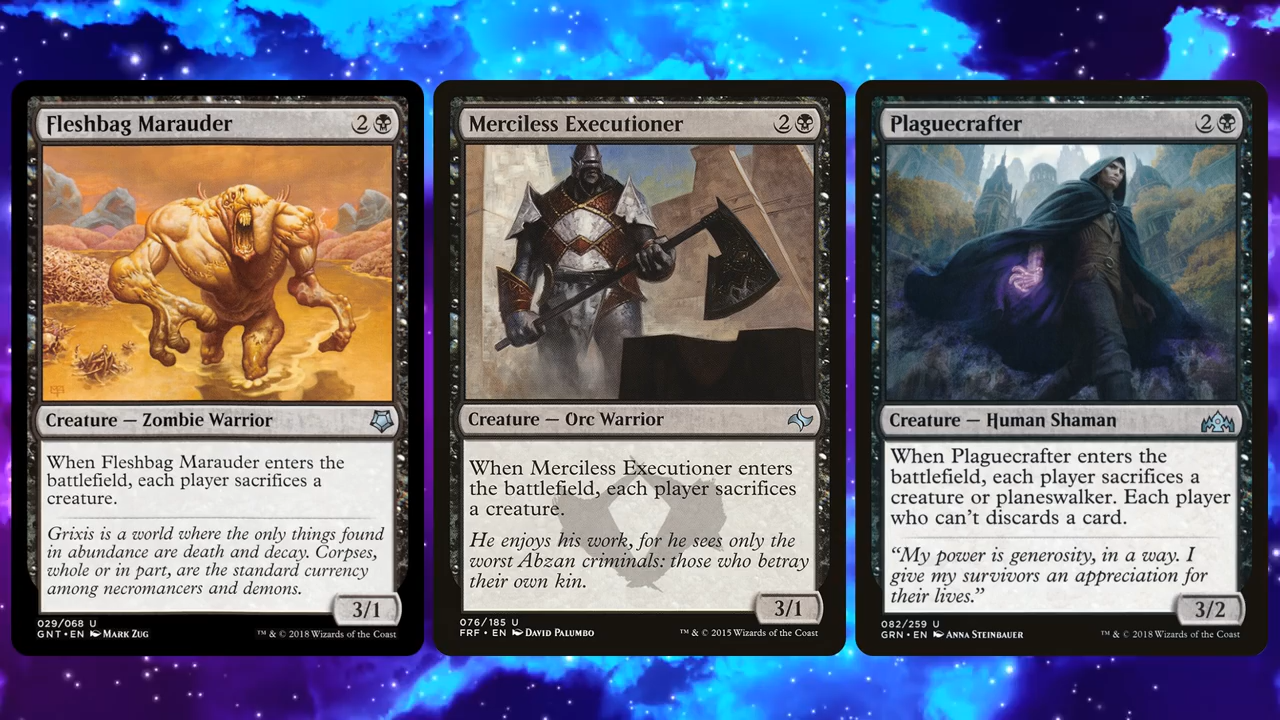 Fleshbag Marauder 2
Creature — Zombie Warrior
When Fleshbag Marauder enters the
battlefield, each player sacrifices a
creature.
Grixis is a world where the only things found
in abundance are death and decay. Corpses,
whole or in part, are the standard currency
among necromancers and demons.
3/1
029/068 U
GNT • EN Mark Zug
™ & © 2018 Wizards of the Coast
Merciless Executioner 2
Creature — Orc Warrior
When Merciless Executioner enters
the battlefield, each player sacrifices
a creature.
He enjoys his work, for he sees only the
worst Abzan criminals: those who betray
their own kin.
3/1
076/185 U
FRF • EN David Palumbo
™ & © 2015 Wizards of the Coast
Plaguecrafter 2
Creature — Human Shaman
When Plaguecrafter enters the
battlefield, each player sacrifices a
creature or planeswalker. Each player
who can't discards a card.
“My power is generosity, in a way. I
give my survivors an appreciation for
their lives.”
3/2
082/259 U
GRN • EN Anna Steinbauer
™ & © 2018 Wizards of the Coast